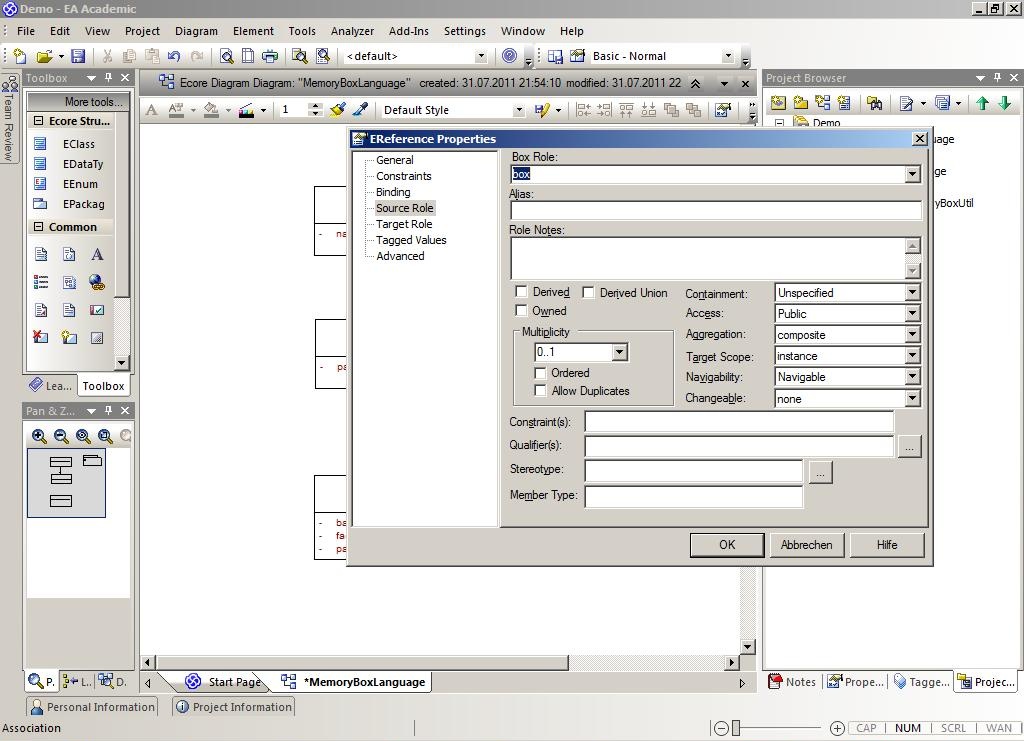 Demo - EA Academic
File Edit View Project Diagram Element Tools Analyzer Add-Ins Settings Window Help
<default> Basic - Normal
Team Review
Toolbox
More tools...
Ecore Stru...
EClass
EDataTy
EEnum
EPackag
Common
A
Lea... Toolbox
Pan & Z...
P. L.. D.
Ecore Diagram Diagram: "MemoryBoxLanguage" created: 31.07.2011 21:54:10 modified: 31.07.2011 22
A 1 Default Style
- na
- pa
- ba
- fac
- pa
EReference Properties
General
Constraints
Binding
Source Role
Target Role
Tagged Values
Advanced
Box Role:
box
Alias:
Role Notes:
Derived Derived Union
Owned
Multiplicity
0..1
Ordered
Allow Duplicates
Containment: Unspecified
Access: Public
Aggregation: composite
Target Scope: instance
Navigability: Navigable
Changeable: none
Constraint(s):
Qualifier(s): ...
Stereotype: ...
Member Type:
OK Abbrechen Hilfe
Project Browser
Demo
uage
ge
yBoxUtil
Start Page *MemoryBoxLanguage
Notes Prope... Tagge... Projec...
Personal Information Project Information
Association
CAP NUM SCRL WAN